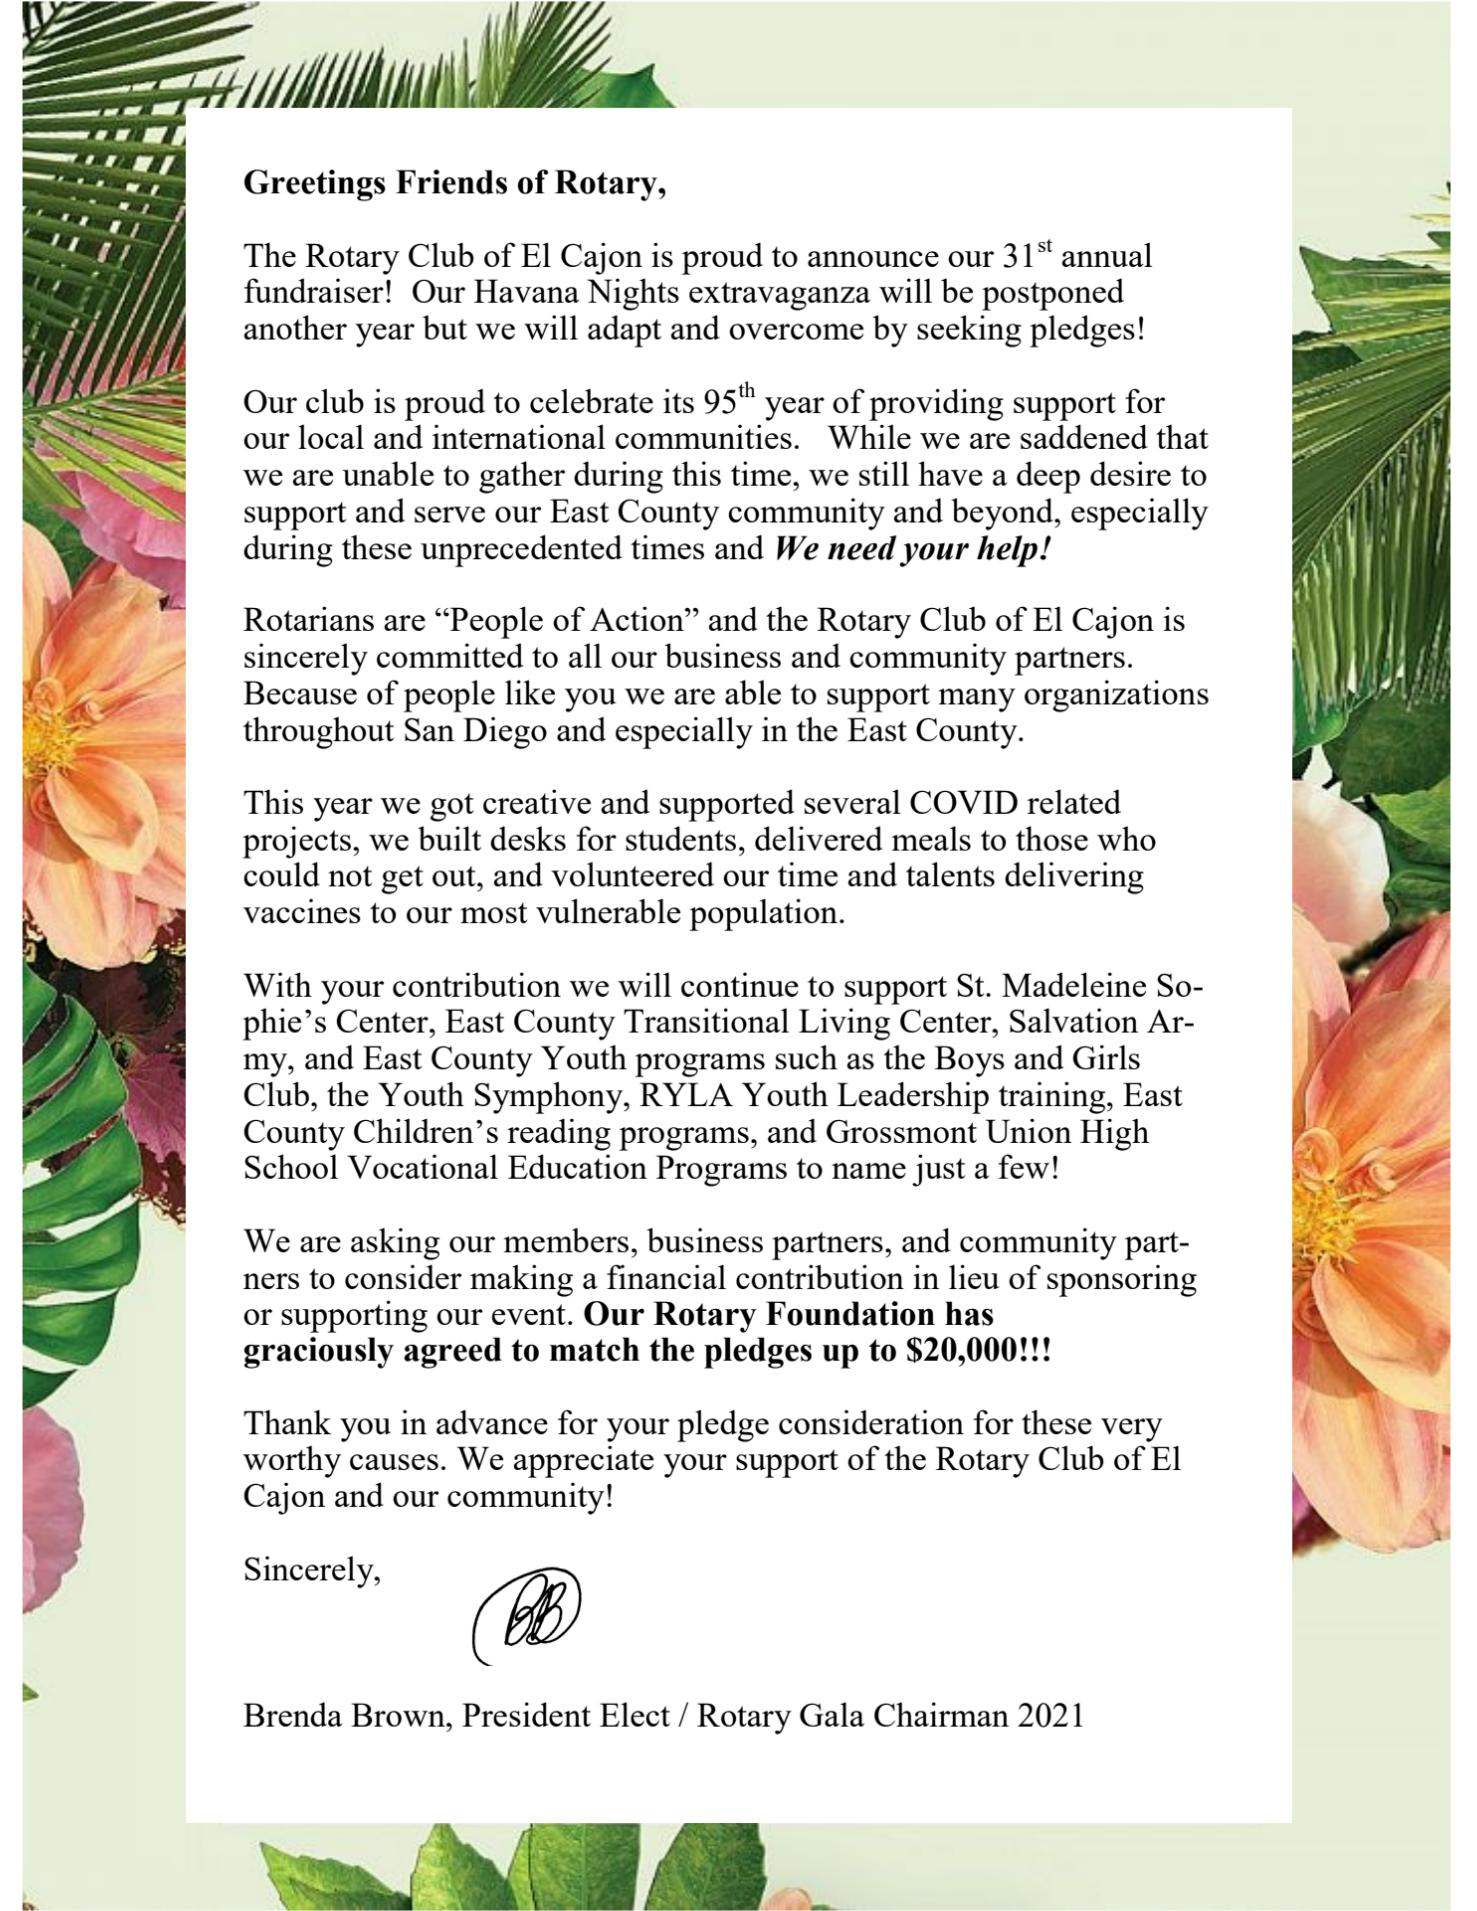 Greetings Friends of Rotary,
The Rotary Club of El Cajon is proud to announce our 31st annual
fundraiser!  Our Havana Nights extravaganza will be postponed
another year but we will adapt and overcome by seeking pledges!
Our club is proud to celebrate its 95th year of providing support for
our local and international communities.   While we are saddened that
we are unable to gather during this time, we still have a deep desire to
support and serve our East County community and beyond, especially
during these unprecedented times and We need your help!
Rotarians are “People of Action” and the Rotary Club of El Cajon is
sincerely committed to all our business and community partners.
Because of people like you we are able to support many organizations
throughout San Diego and especially in the East County.
This year we got creative and supported several COVID related
projects, we built desks for students, delivered meals to those who
could not get out, and volunteered our time and talents delivering
vaccines to our most vulnerable population.
With your contribution we will continue to support St. Madeleine So-
phie’s Center, East County Transitional Living Center, Salvation Ar-
my, and East County Youth programs such as the Boys and Girls
Club, the Youth Symphony, RYLA Youth Leadership training, East
County Children’s reading programs, and Grossmont Union High
School Vocational Education Programs to name just a few!
We are asking our members, business partners, and community part-
ners to consider making a financial contribution in lieu of sponsoring
or supporting our event. Our Rotary Foundation has
graciously agreed to match the pledges up to $20,000!!!
Thank you in advance for your pledge consideration for these very
worthy causes. We appreciate your support of the Rotary Club of El
Cajon and our community!
Sincerely,
BB
Brenda Brown, President Elect / Rotary Gala Chairman 2021